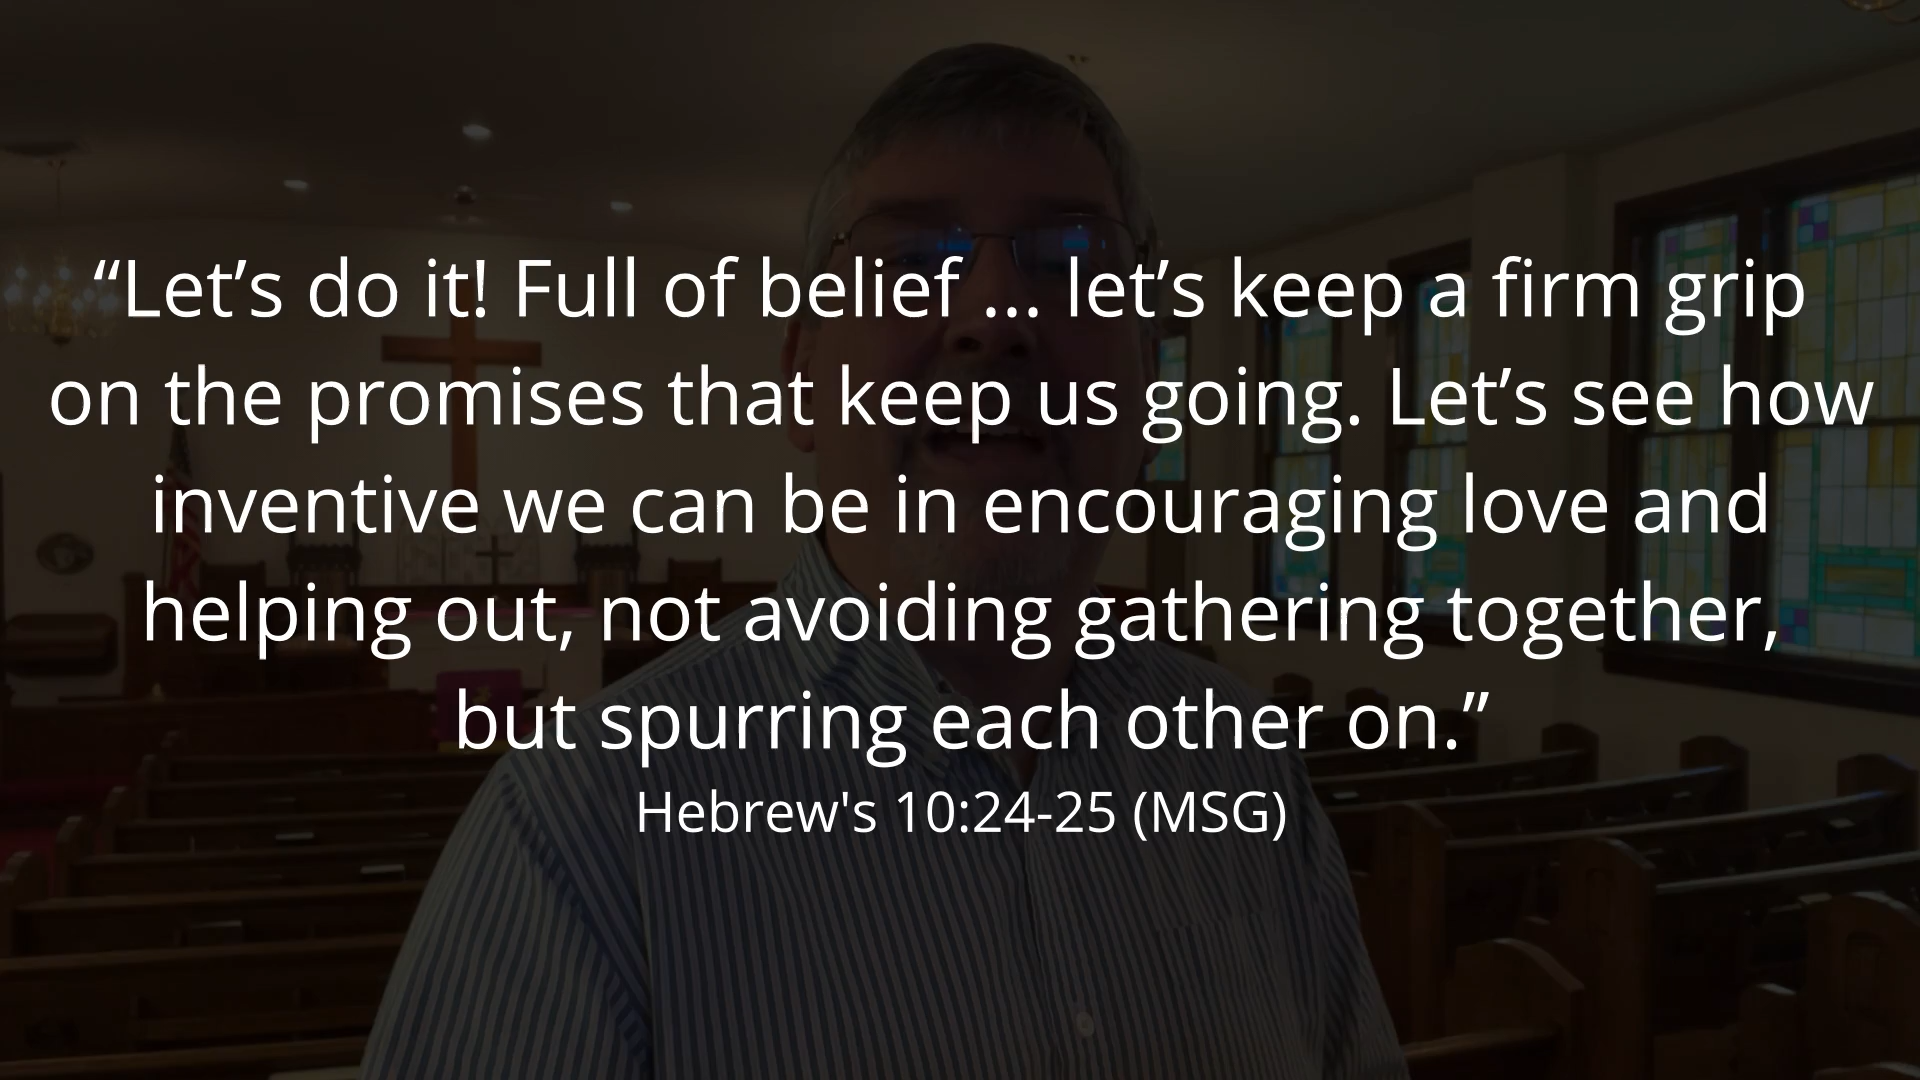 “Let’s do it! Full of belief ... let’s keep a firm grip
on the promises that keep us going. Let’s see how
inventive we can be in encouraging love and
helping out, not avoiding gathering together,
but spurring each other on.”
Hebrew's 10:24-25 (MSG)